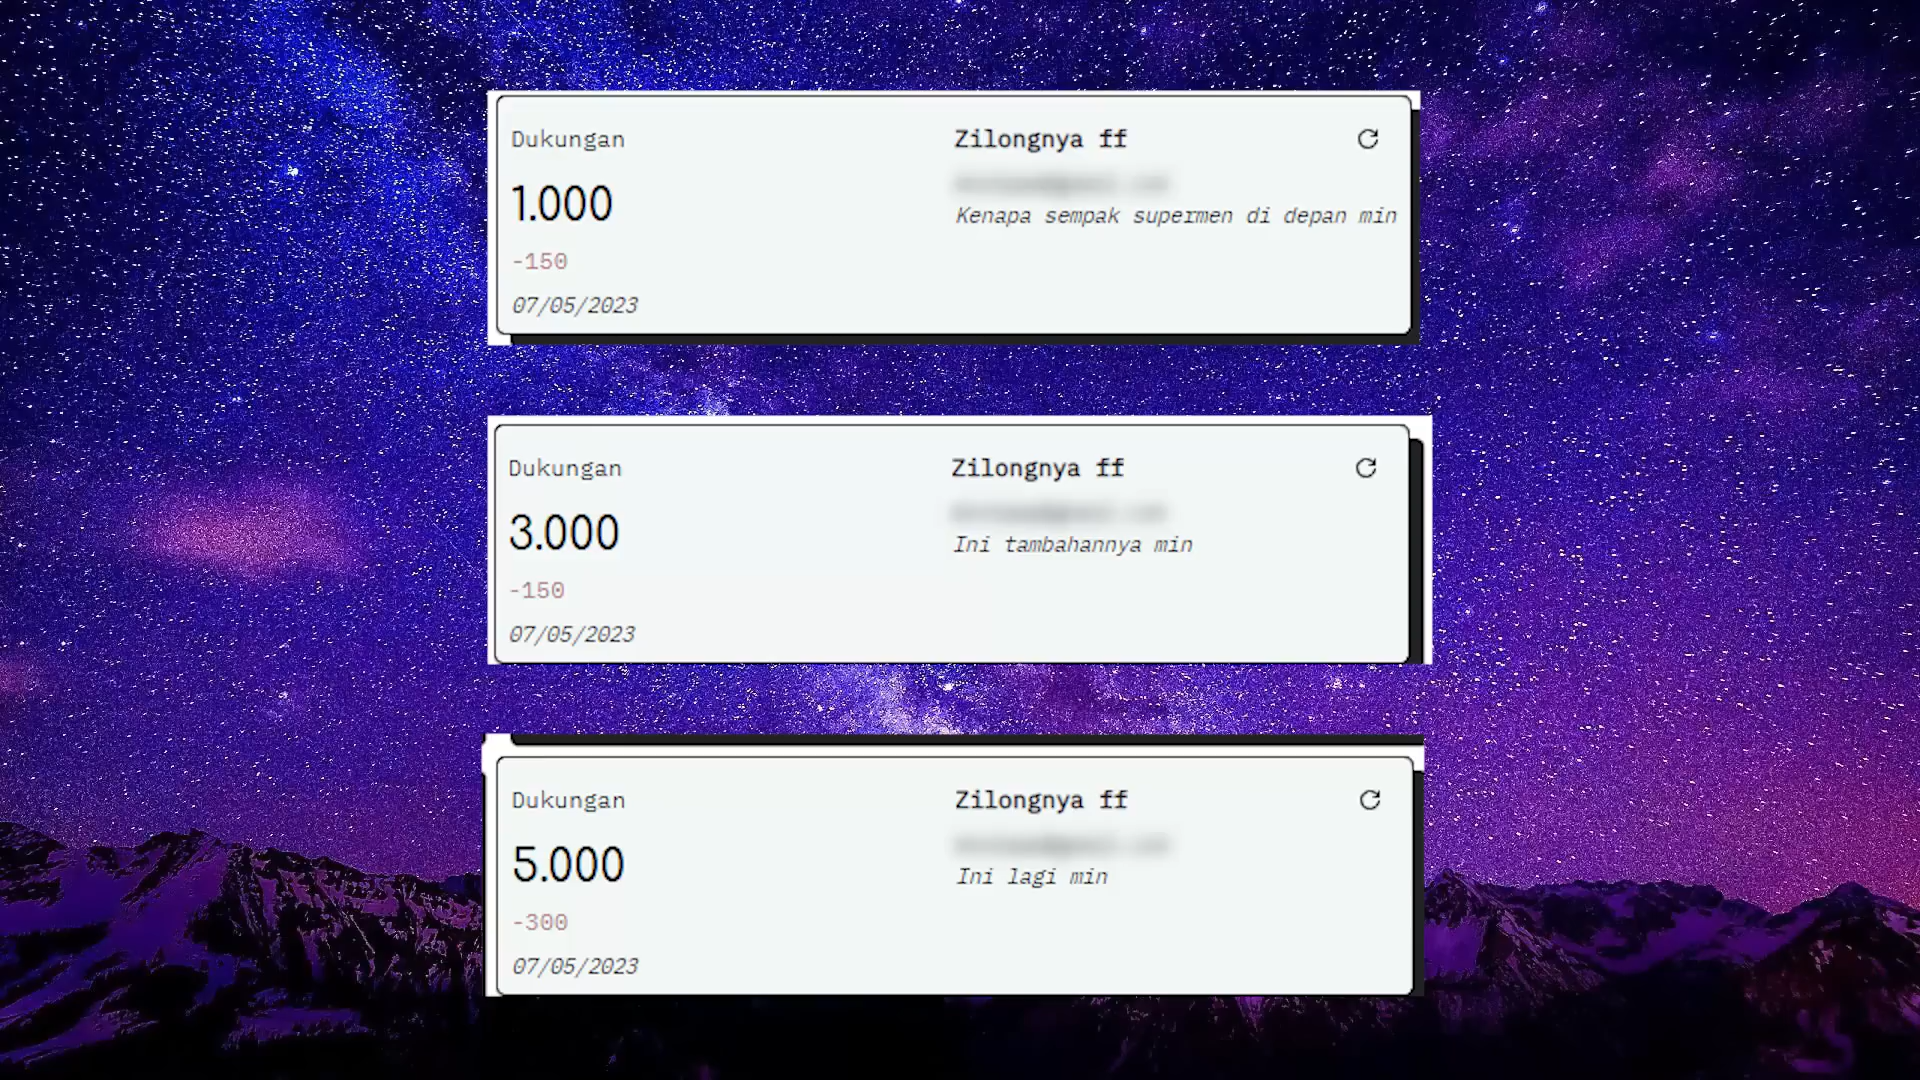 Dukungan
Zilongnya ff
1.000
Kenapa sempak supermen di depan min
-150
07/05/2023
Dukungan
Zilongnya ff
3.000
Ini tambahannya min
-150
07/05/2023
Dukungan
Zilongnya ff
5.000
Ini lagi min
-300
07/05/2023